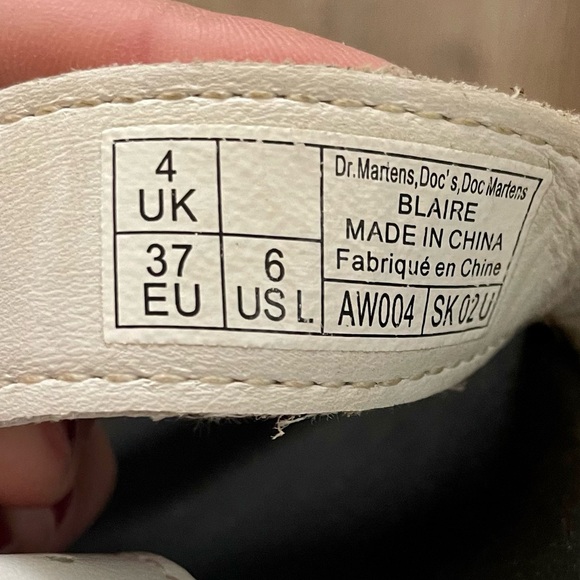 4
UK
37
EU
6
US L
Dr.Martens,Doc's,Doc Martens
BLAIRE
MADE IN CHINA
Fabriqué en Chine
AW004
SK 02 U